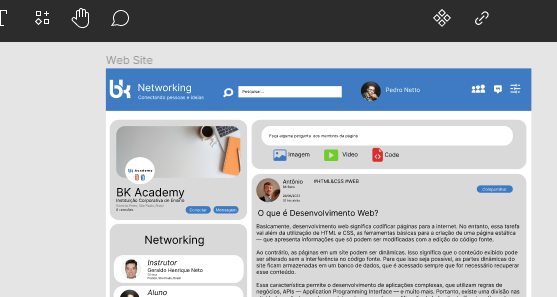 Web Site
bk
Networking
Conectando pessoas e ideias
Pesquisar...
Pedro Netto
Faça alguma pergunta aos membros da página
Imagem
Video
Code
BK Academy
BK Academy
Instituição Corporativa de Ensino
Conectar
Mensagem
Networking
Instrutor
Geraldo Henrique Neto
Aluno
Antônio
#HTML&CSS #WEB
Compartilhar
O que é Desenvolvimento Web?
Basicamente, desenvolvimento web significa codificar páginas para a internet. No entanto, essa tarefa
vai além da utilização de HTML e CSS, as ferramentas básicas para a criação de uma página estática
— que apresenta informações que só podem ser modificadas com a edição do código fonte.
Ao contrário, as páginas em um site podem ser dinâmicas. Isso significa que o conteúdo exibido pode
ser alterado sem a interferência no código fonte. Para que isso seja possível, as partes dinâmicas do
site ficam armazenadas em um banco de dados, que é acessado sempre que for necessário recuperar
esse conteúdo.
Essa característica permite o desenvolvimento de aplicações complexas, que utilizam regras de
negócios, APIs — Application Programming Interface — e muito mais. Portanto, existe uma divisão nas